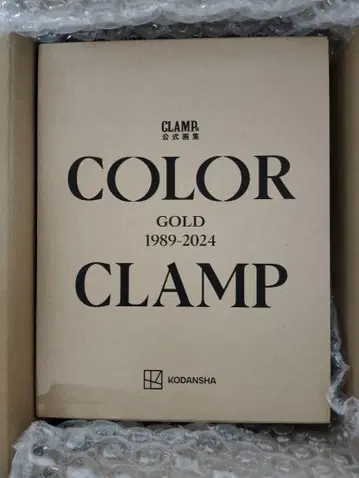 CLAMP
公式画集
COLOR
GOLD
1989-2024
CLAMP
KODANSHA